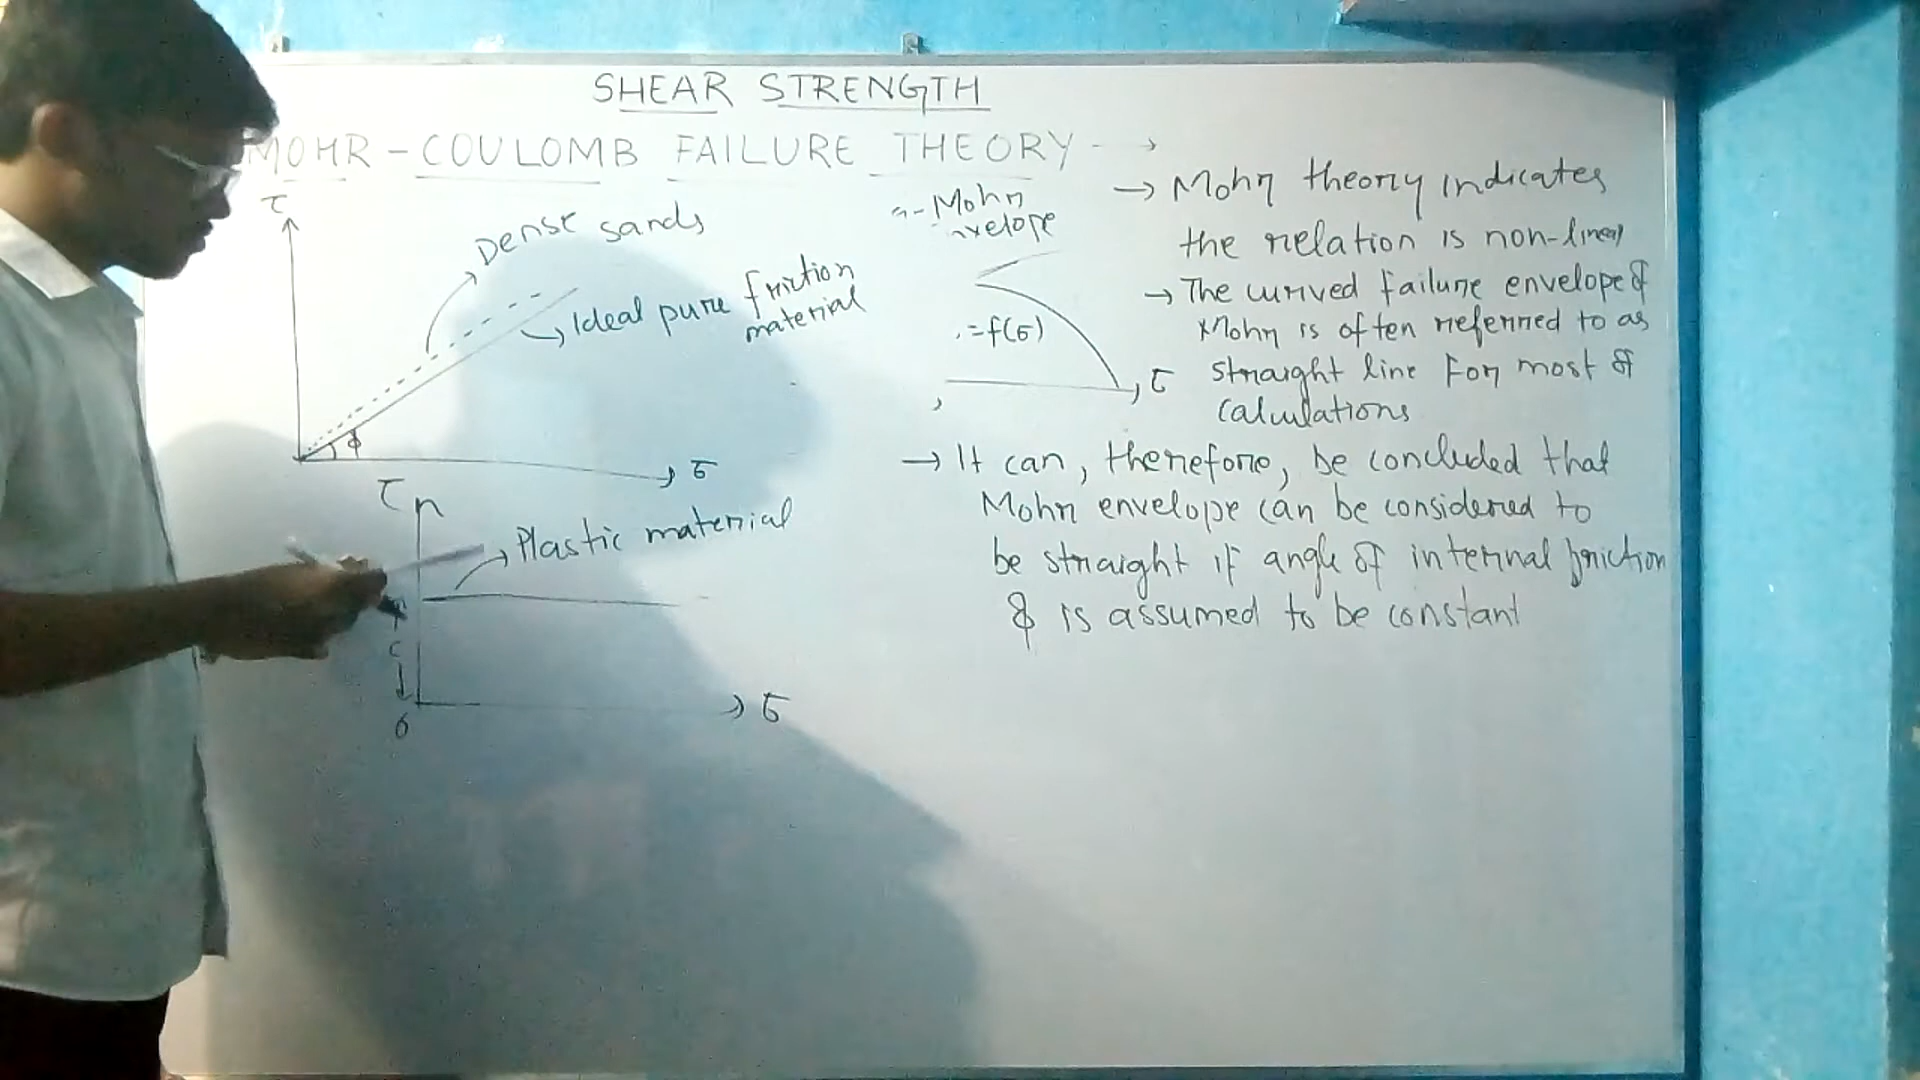 SHEAR STRENGTH
MOHR - COULOMB FAILURE THEORY - →
τ
Dense sands
Ideal pure friction
material
φ
σ
Mohr
nvelope
=f(σ)
σ
→ Mohr theory indicates
the relation is non-linear
→ The curved failure envelope of
Mohr is often referred to as
straight line For most of
calculations
→ It can, therefore, be concluded that
Mohr envelope can be considered to
be straight if angle of internal friction
φ is assumed to be constant
τ
Plastic material
c
σ